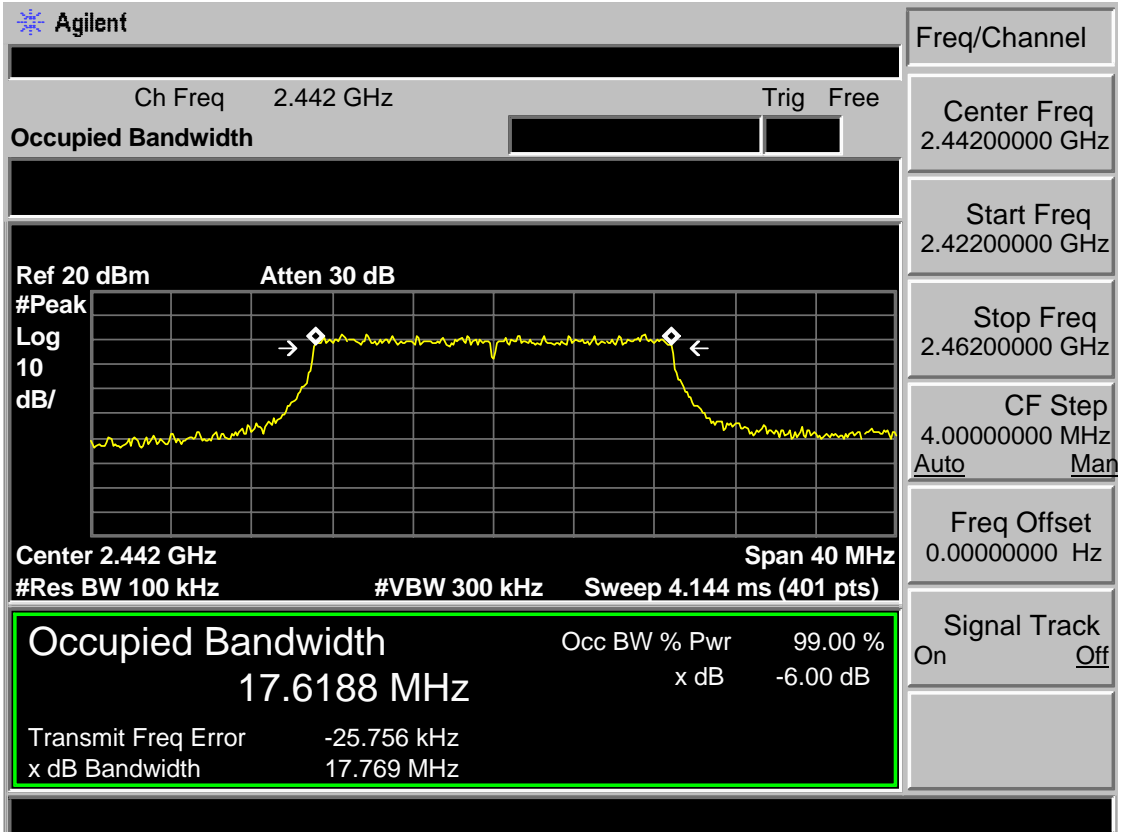 Agilent
Freq/Channel
Ch Freq 2.442 GHz Trig Free
Occupied Bandwidth
Center Freq
2.44200000 GHz
Start Freq
2.42200000 GHz
Stop Freq
2.46200000 GHz
CF Step
4.00000000 MHz
Auto Man
Freq Offset
0.00000000 Hz
Signal Track
On Off
Ref 20 dBm Atten 30 dB
#Peak
Log
10
dB/
Center 2.442 GHz Span 40 MHz
#Res BW 100 kHz #VBW 300 kHz Sweep 4.144 ms (401 pts)
Occupied Bandwidth
17.6188 MHz
Occ BW % Pwr 99.00 %
x dB -6.00 dB
Transmit Freq Error -25.756 kHz
x dB Bandwidth 17.769 MHz